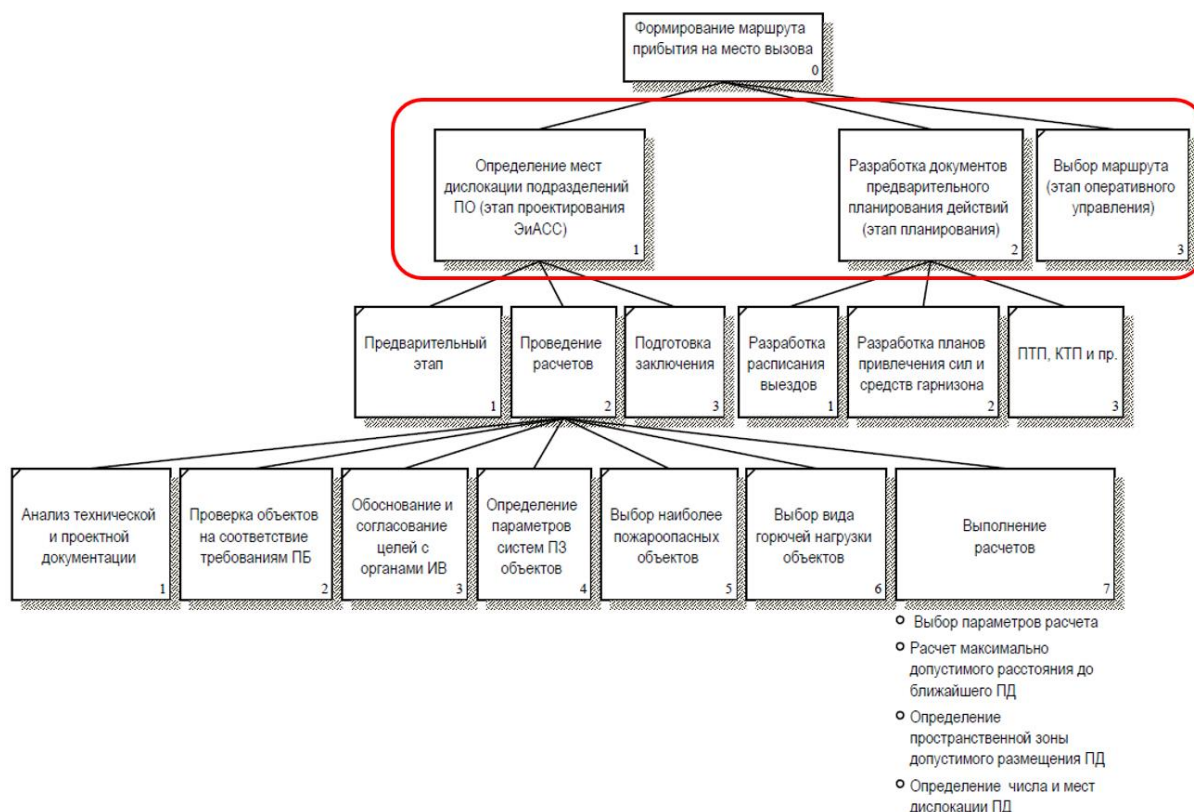 Формирование маршрута
прибытия на место вызова
0
Определение мест
дислокации подразделений
ПО (этап проектирования
ЭиАСС)
1
Разработка документов
предварительного
планирования действий
(этап планирования)
2
Выбор маршрута
(этап оперативного
управления)
3
Предварительный
этап
1
Проведение
расчетов
2
Подготовка
заключения
3
Разработка
расписания
выездов
1
Разработка планов
привлечения сил и
средств гарнизона
2
ПТП, КТП и пр.
3
Анализ технической
и проектной
документации
1
Проверка объектов
на соответствие
требованиям ПБ
2
Обоснование и
согласование
целей с
органами ИВ
3
Определение
параметров
систем ПЗ
объектов
4
Выбор наиболее
пожароопасных
объектов
5
Выбор вида
горючей нагрузки
объектов
6
Выполнение
расчетов
7
Выбор параметров расчета
Расчет максимально
допустимого расстояния до
ближайшего ПД
Определение
пространственной зоны
допустимого размещения ПД
Определение числа и мест
дислокации ПД